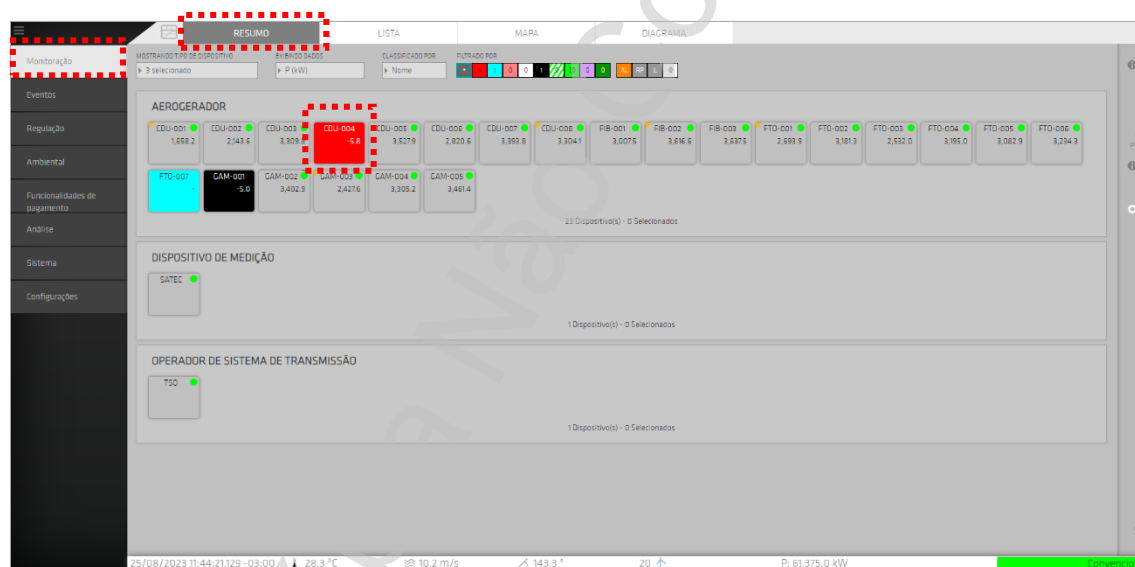 RESUMO LISTA MAPA DIAGRAMA
Monitoração
MOSTRANDO TIPO DE DISPOSITIVO EXIBINDO DADOS CLASSIFICADO POR FILTRADO POR
3 selecionado P (kW) Nome
Eventos
Regulação
Ambiental
Funcionalidades de
pagamento
Análise
Sistema
Configurações
AEROGERADOR
CDU-001 CDU-002 CDU-003 CDU-004 CDU-005 CDU-006 CDU-007 CDU-008 FIB-001 FIB-002 FIB-003 FTO-001 FTO-002 FTO-003 FTO-004 FTO-005 FTO-006
1,658.2 2,143.6 3,309.8 -5.8 3,527.9 2,820.6 3,393.8 3,304.1 3,007.5 3,616.6 3,637.5 2,693.9 3,181.3 2,532.0 3,195.0 3,082.9 3,234.3
FTO-007 GAM-001 GAM-002 GAM-003 GAM-004 GAM-005
- -5.0 3,402.9 2,427.6 3,305.2 3,461.4
23 Dispositivo(s) - 0 Selecionados
DISPOSITIVO DE MEDIÇÃO
SATEC
1 Dispositivo(s) - 0 Selecionados
OPERADOR DE SISTEMA DE TRANSMISSÃO
TSO
1 Dispositivo(s) - 0 Selecionados
25/08/2023 11:44:21.129 -03:00 28.3 °C 10.2 m/s 143.3 ° 20 P: 61.375.0 kW Convencio